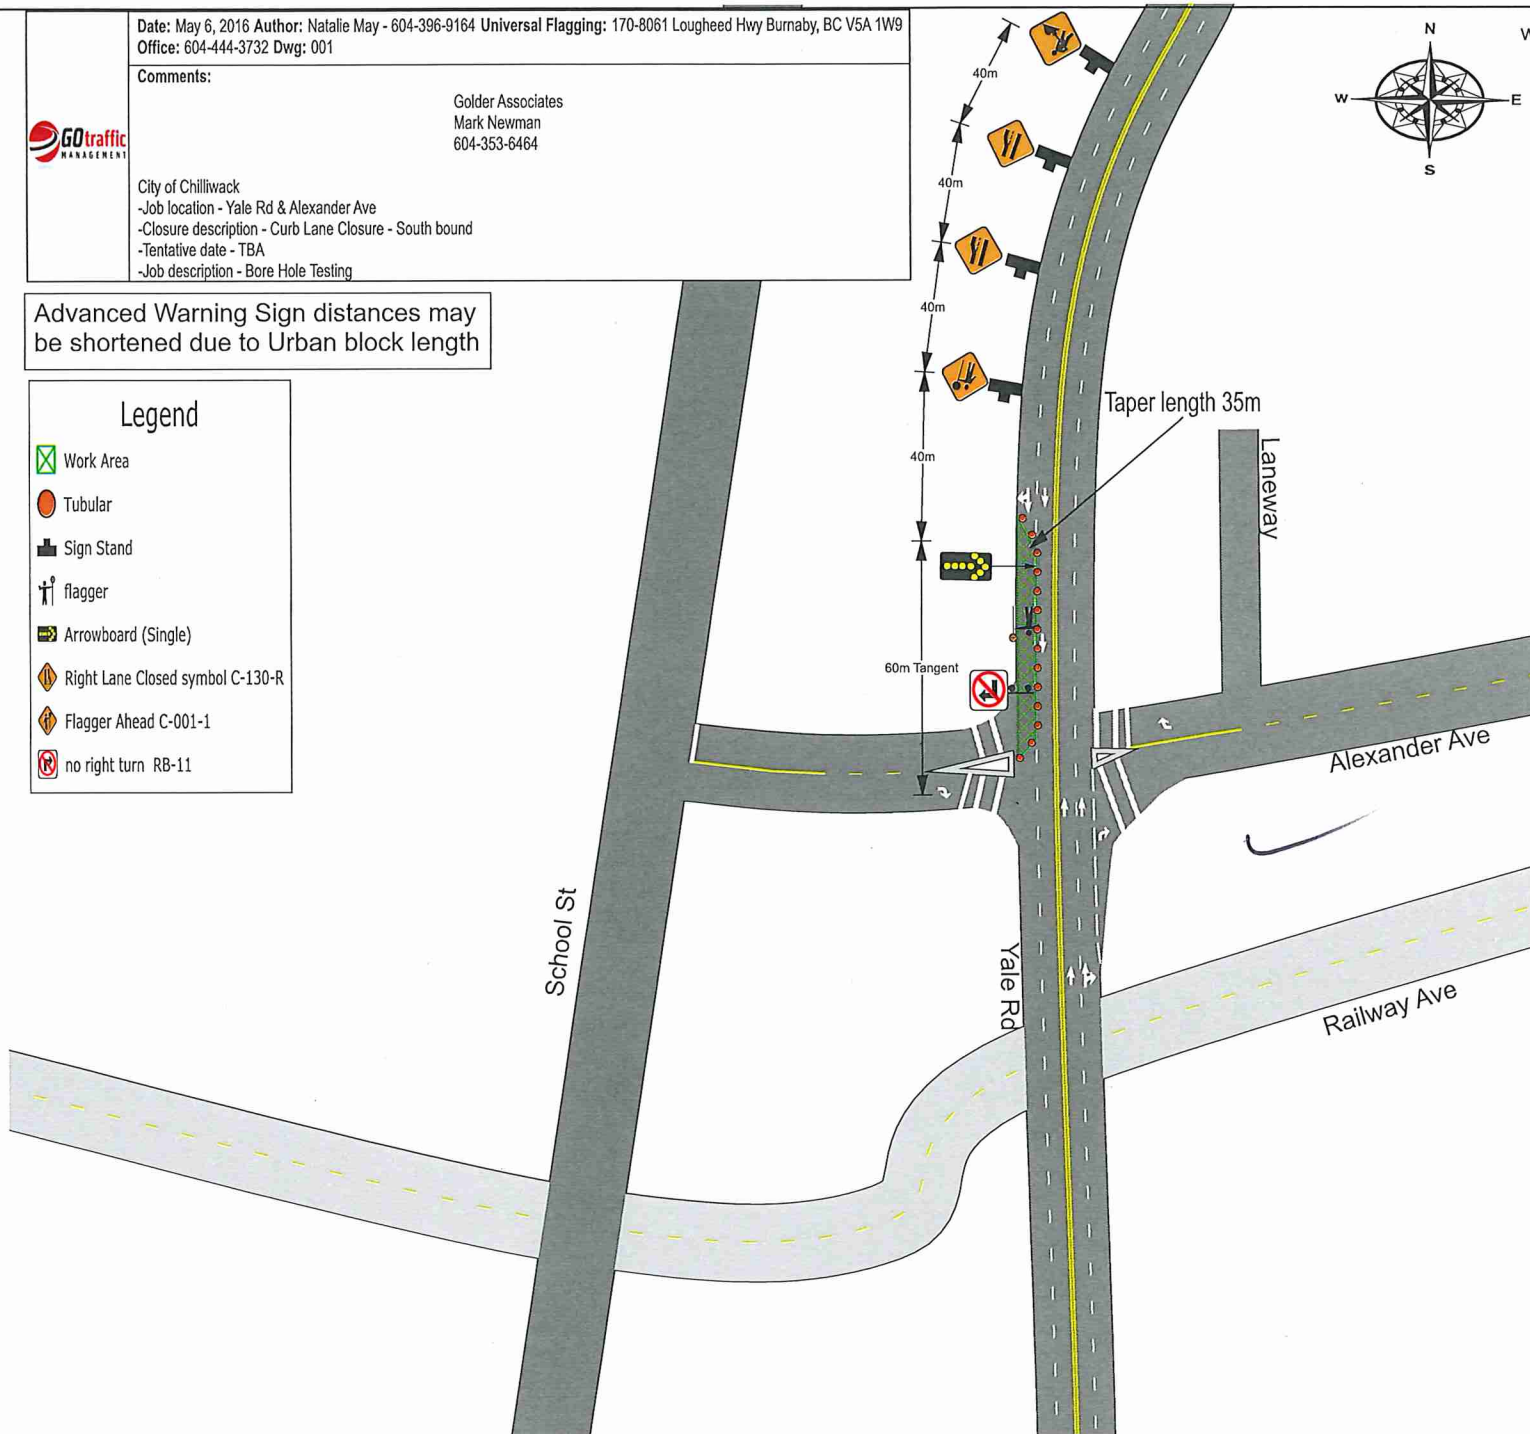 Date: May 6, 2016 Author: Natalie May - 604-396-9164 Universal Flagging: 170-8061 Lougheed Hwy Burnaby, BC V5A 1W9
Office: 604-444-3732 Dwg: 001
Comments:
Golder Associates
Mark Newman
604-353-6464
GOtraffic
MANAGEMENT
City of Chilliwack
-Job location - Yale Rd & Alexander Ave
-Closure description - Curb Lane Closure - South bound
-Tentative date - TBA
-Job description - Bore Hole Testing
Advanced Warning Sign distances may
be shortened due to Urban block length
Legend
Work Area
Tubular
Sign Stand
flagger
Arrowboard (Single)
Right Lane Closed symbol C-130-R
Flagger Ahead C-001-1
no right turn RB-11
N
W
E
S
W
40m
40m
40m
40m
60m Tangent
Taper length 35m
Laneway
Alexander Ave
School St
Yale Rd
Railway Ave